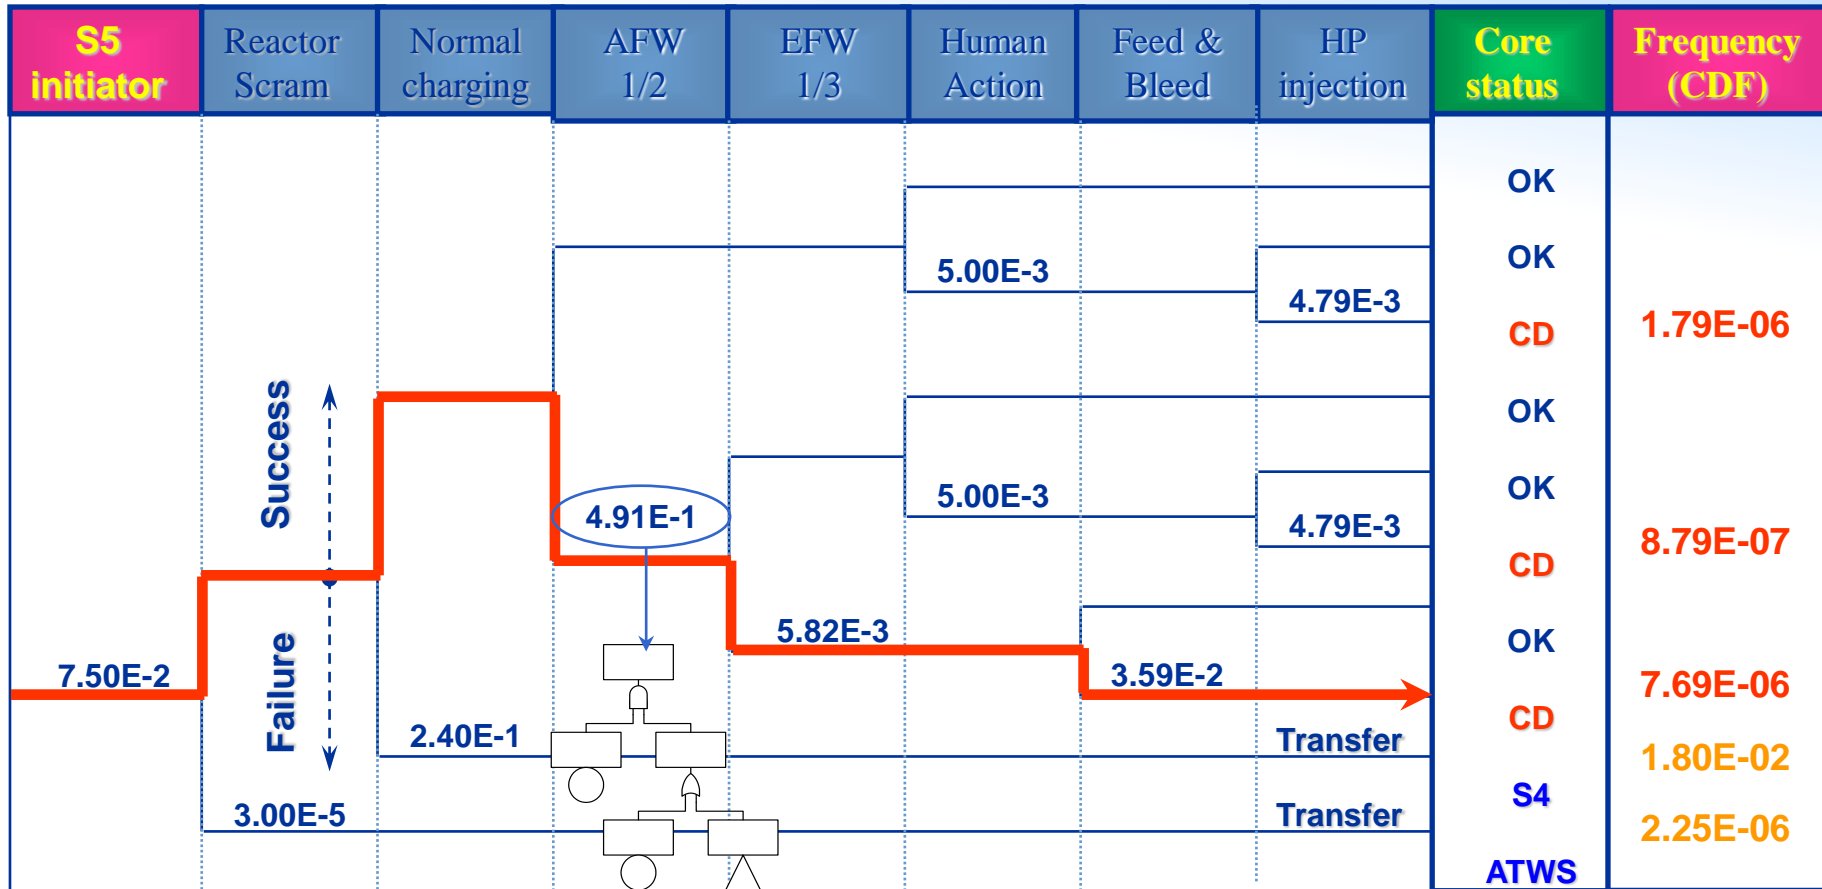 S5
initiator
Reactor
Scram
Normal
charging
AFW
1/2
EFW
1/3
Human
Action
Feed &
Bleed
HP
injection
Core
status
Frequency
(CDF)
OK
OK
5.00E-3
4.79E-3
CD
1.79E-06
Success
OK
OK
5.00E-3
4.91E-1
4.79E-3
8.79E-07
CD
5.82E-3
OK
Failure
7.50E-2
3.59E-2
7.69E-06
CD
2.40E-1
Transfer
1.80E-02
S4
3.00E-5
Transfer
2.25E-06
ATWS